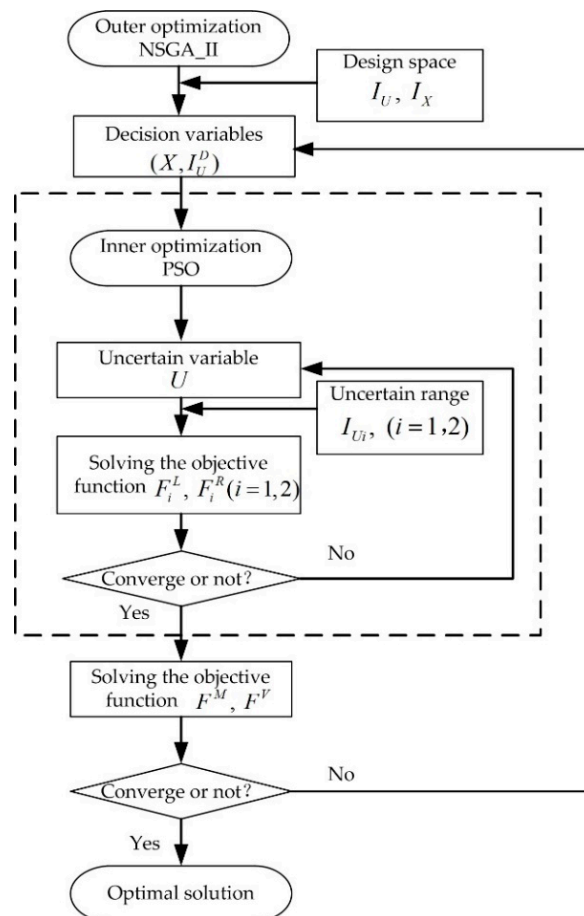 Outer optimization
NSGA_II
Design space
I_U, I_X
Decision variables
(X, I_U^D)
Inner optimization
PSO
Uncertain variable
U
Uncertain range
I_{Ui}, (i=1,2)
Solving the objective
function F_i^L, F_i^R (i=1,2)
Converge or not?
No
Yes
Solving the objective
function F^M, F^V
Converge or not?
No
Yes
Optimal solution